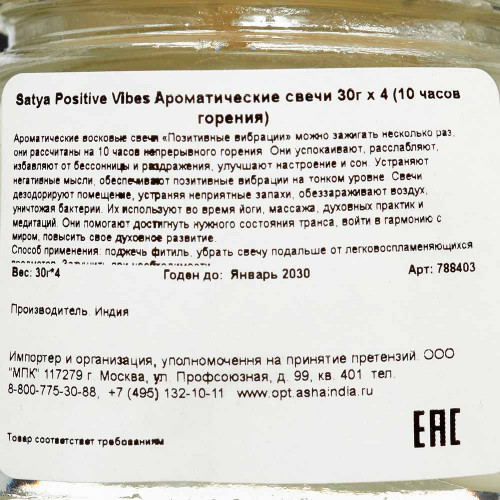 Satya Positive Vibes Ароматические свечи 30г х 4 (10 часов
горения)
Ароматические восковые свечи «Позитивные вибрации» можно зажигать несколько раз,
они рассчитаны на 10 часов непрерывного горения. Они успокаивают, расслабляют,
избавляют от бессонницы и раздражения, улучшают настроение и сон. Устраняют
негативные мысли, обеспечивают позитивные вибрации на тонком уровне. Свечи
дезодорируют помещение, устраняя неприятные запахи, обеззараживают воздух,
уничтожая бактерии. Их используют во время йоги, массажа, духовных практик и
медитаций. Они помогают достигнуть нужного состояния транса, войти в гармонию с
миром, повысить свое духовное развитие.
Способ применения: поджечь фитиль, убрать свечу подальше от легковоспламеняющихся
Вес: 30г*4 Годен до: Январь 2030 Арт: 788403
Производитель: Индия
Импортер и организация, уполномочення на принятие претензий: ООО
"МПК" 117279 г. Москва, ул. Профсоюзная, д. 99, кв. 401 тел.
8-800-775-30-88, +7 (495) 132-10-11 www.opt.ashaindia.ru
Товар соответствует требованиям
EAC